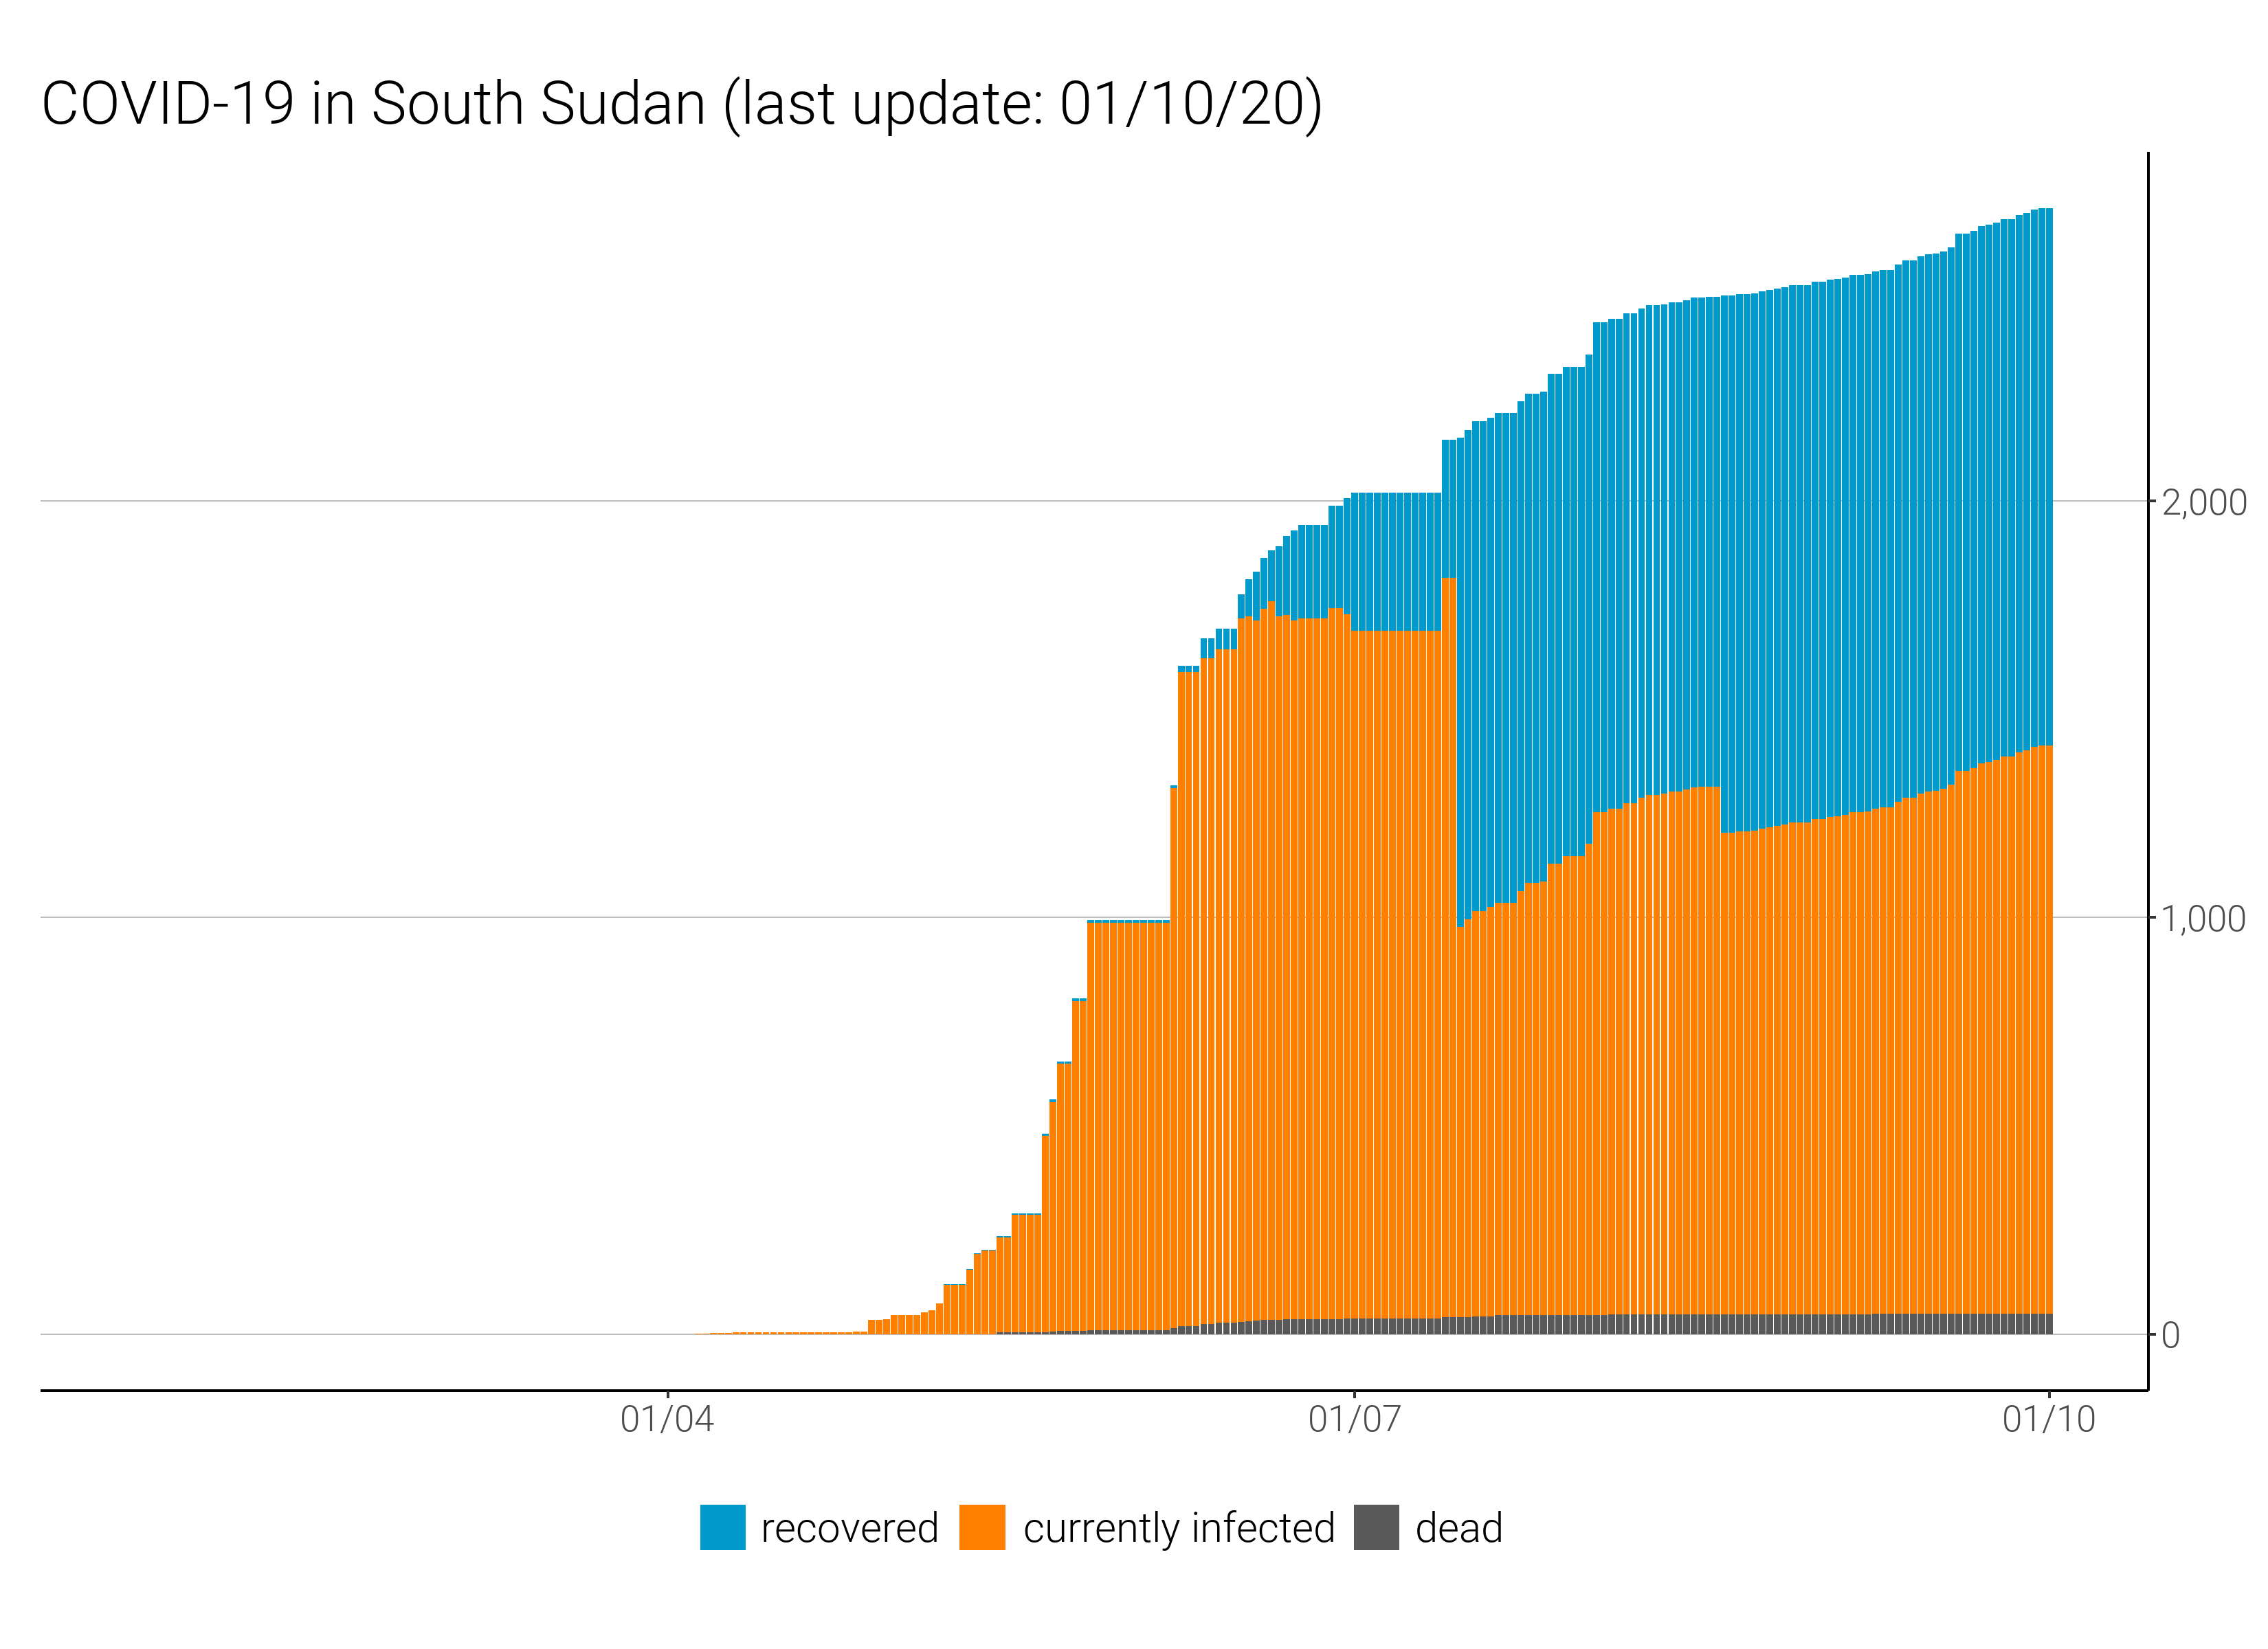 COVID-19 in South Sudan (last update: 01/10/20)
2,000
1,000
0
01/04 01/07 01/10
recovered currently infected dead